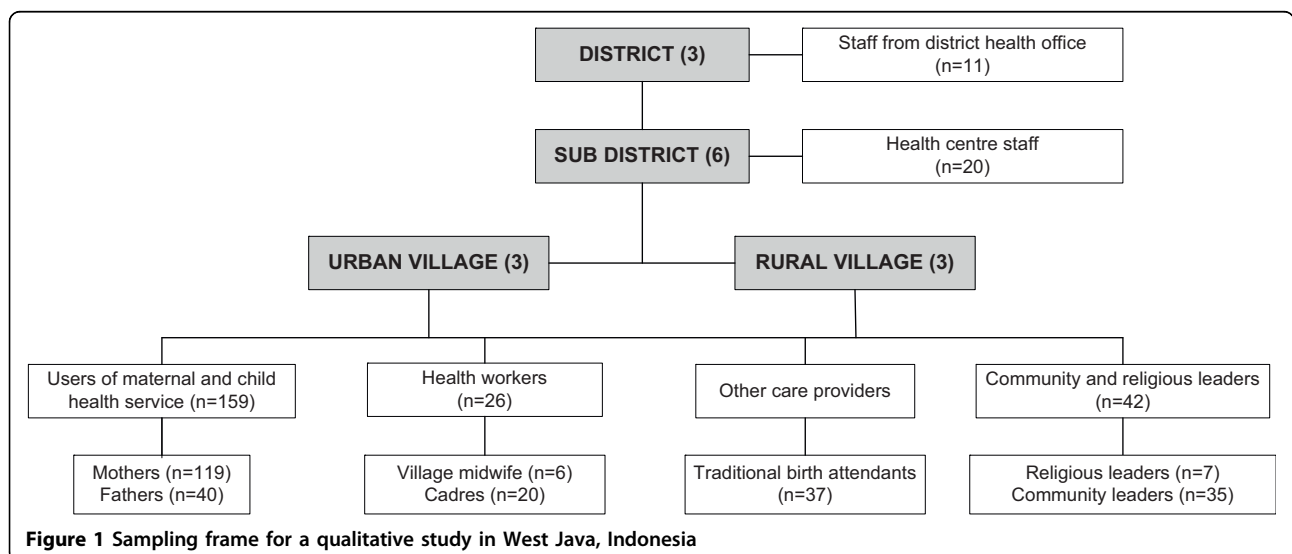 DISTRICT (3)
Staff from district health office
(n=11)
SUB DISTRICT (6)
Health centre staff
(n=20)
URBAN VILLAGE (3)
RURAL VILLAGE (3)
Users of maternal and child
health service (n=159)
Health workers
(n=26)
Other care providers
Community and religious leaders
(n=42)
Mothers (n=119)
Fathers (n=40)
Village midwife (n=6)
Cadres (n=20)
Traditional birth attendants
(n=37)
Religious leaders (n=7)
Community leaders (n=35)
Figure 1 Sampling frame for a qualitative study in West Java, Indonesia